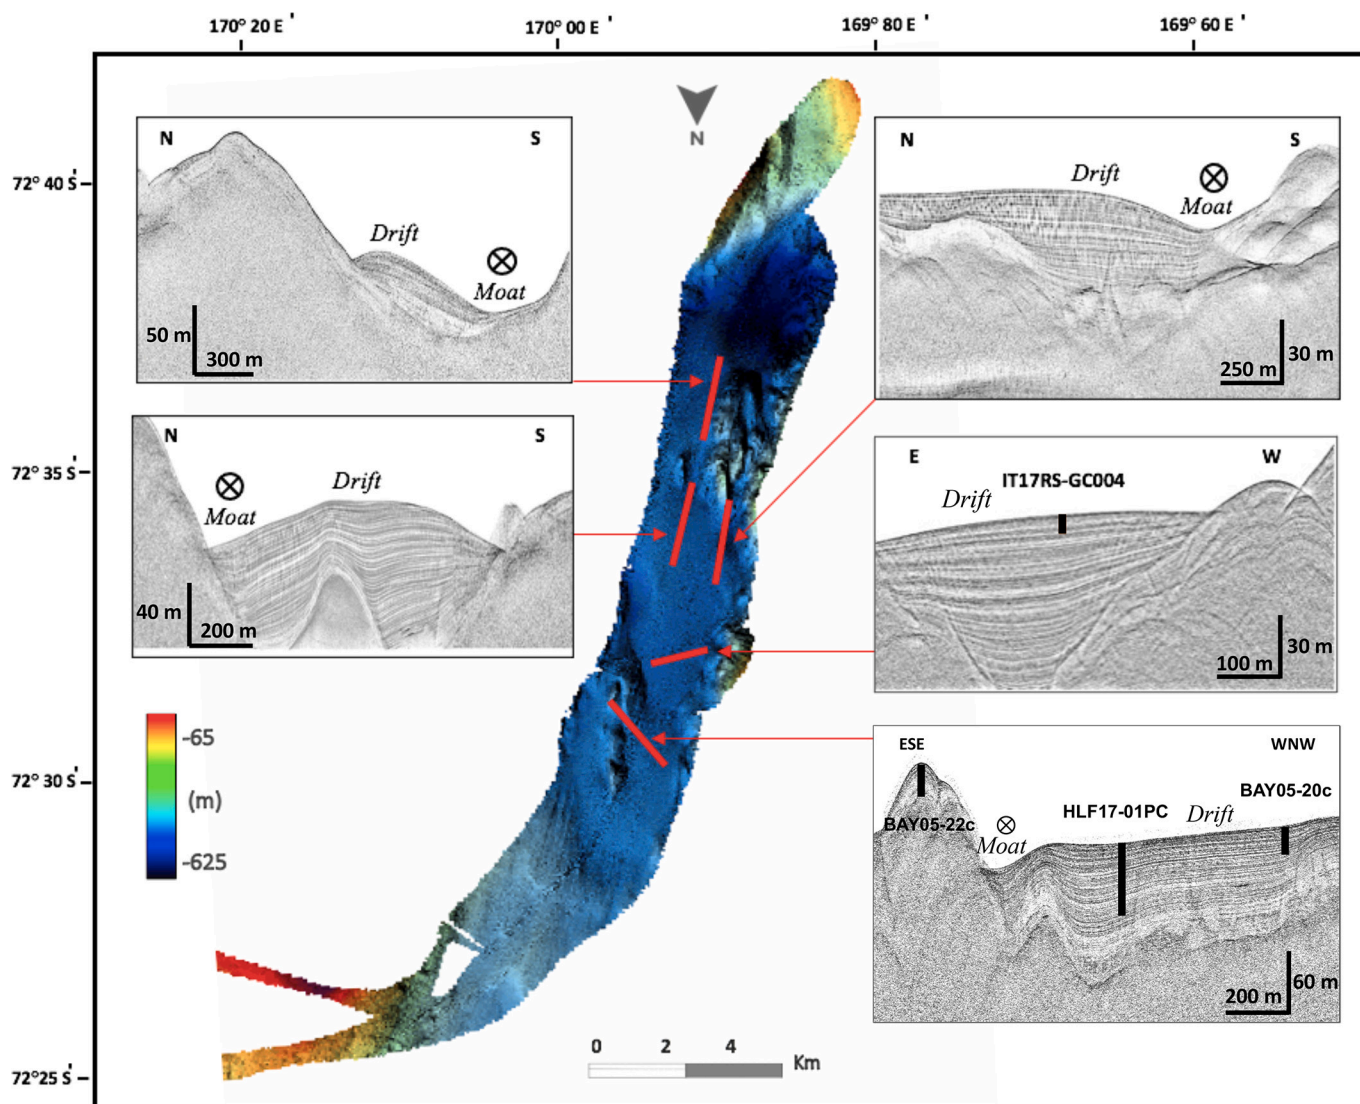 170° 20 E '
170° 00 E '
169° 80 E '
169° 60 E '
72° 40 S'
72° 35 S'
72° 30 S'
72° 25 S'
N
N
S
Drift
Moat
50 m
300 m
N
S
Drift
Moat
30 m
250 m
N
S
Moat
Drift
40 m
200 m
E
W
IT17RS-GC004
Drift
30 m
100 m
-65
(m)
-625
ESE
WNW
BAY05-20c
HLF17-01PC
Drift
BAY05-22c
Moat
60 m
200 m
0 2 4 Km